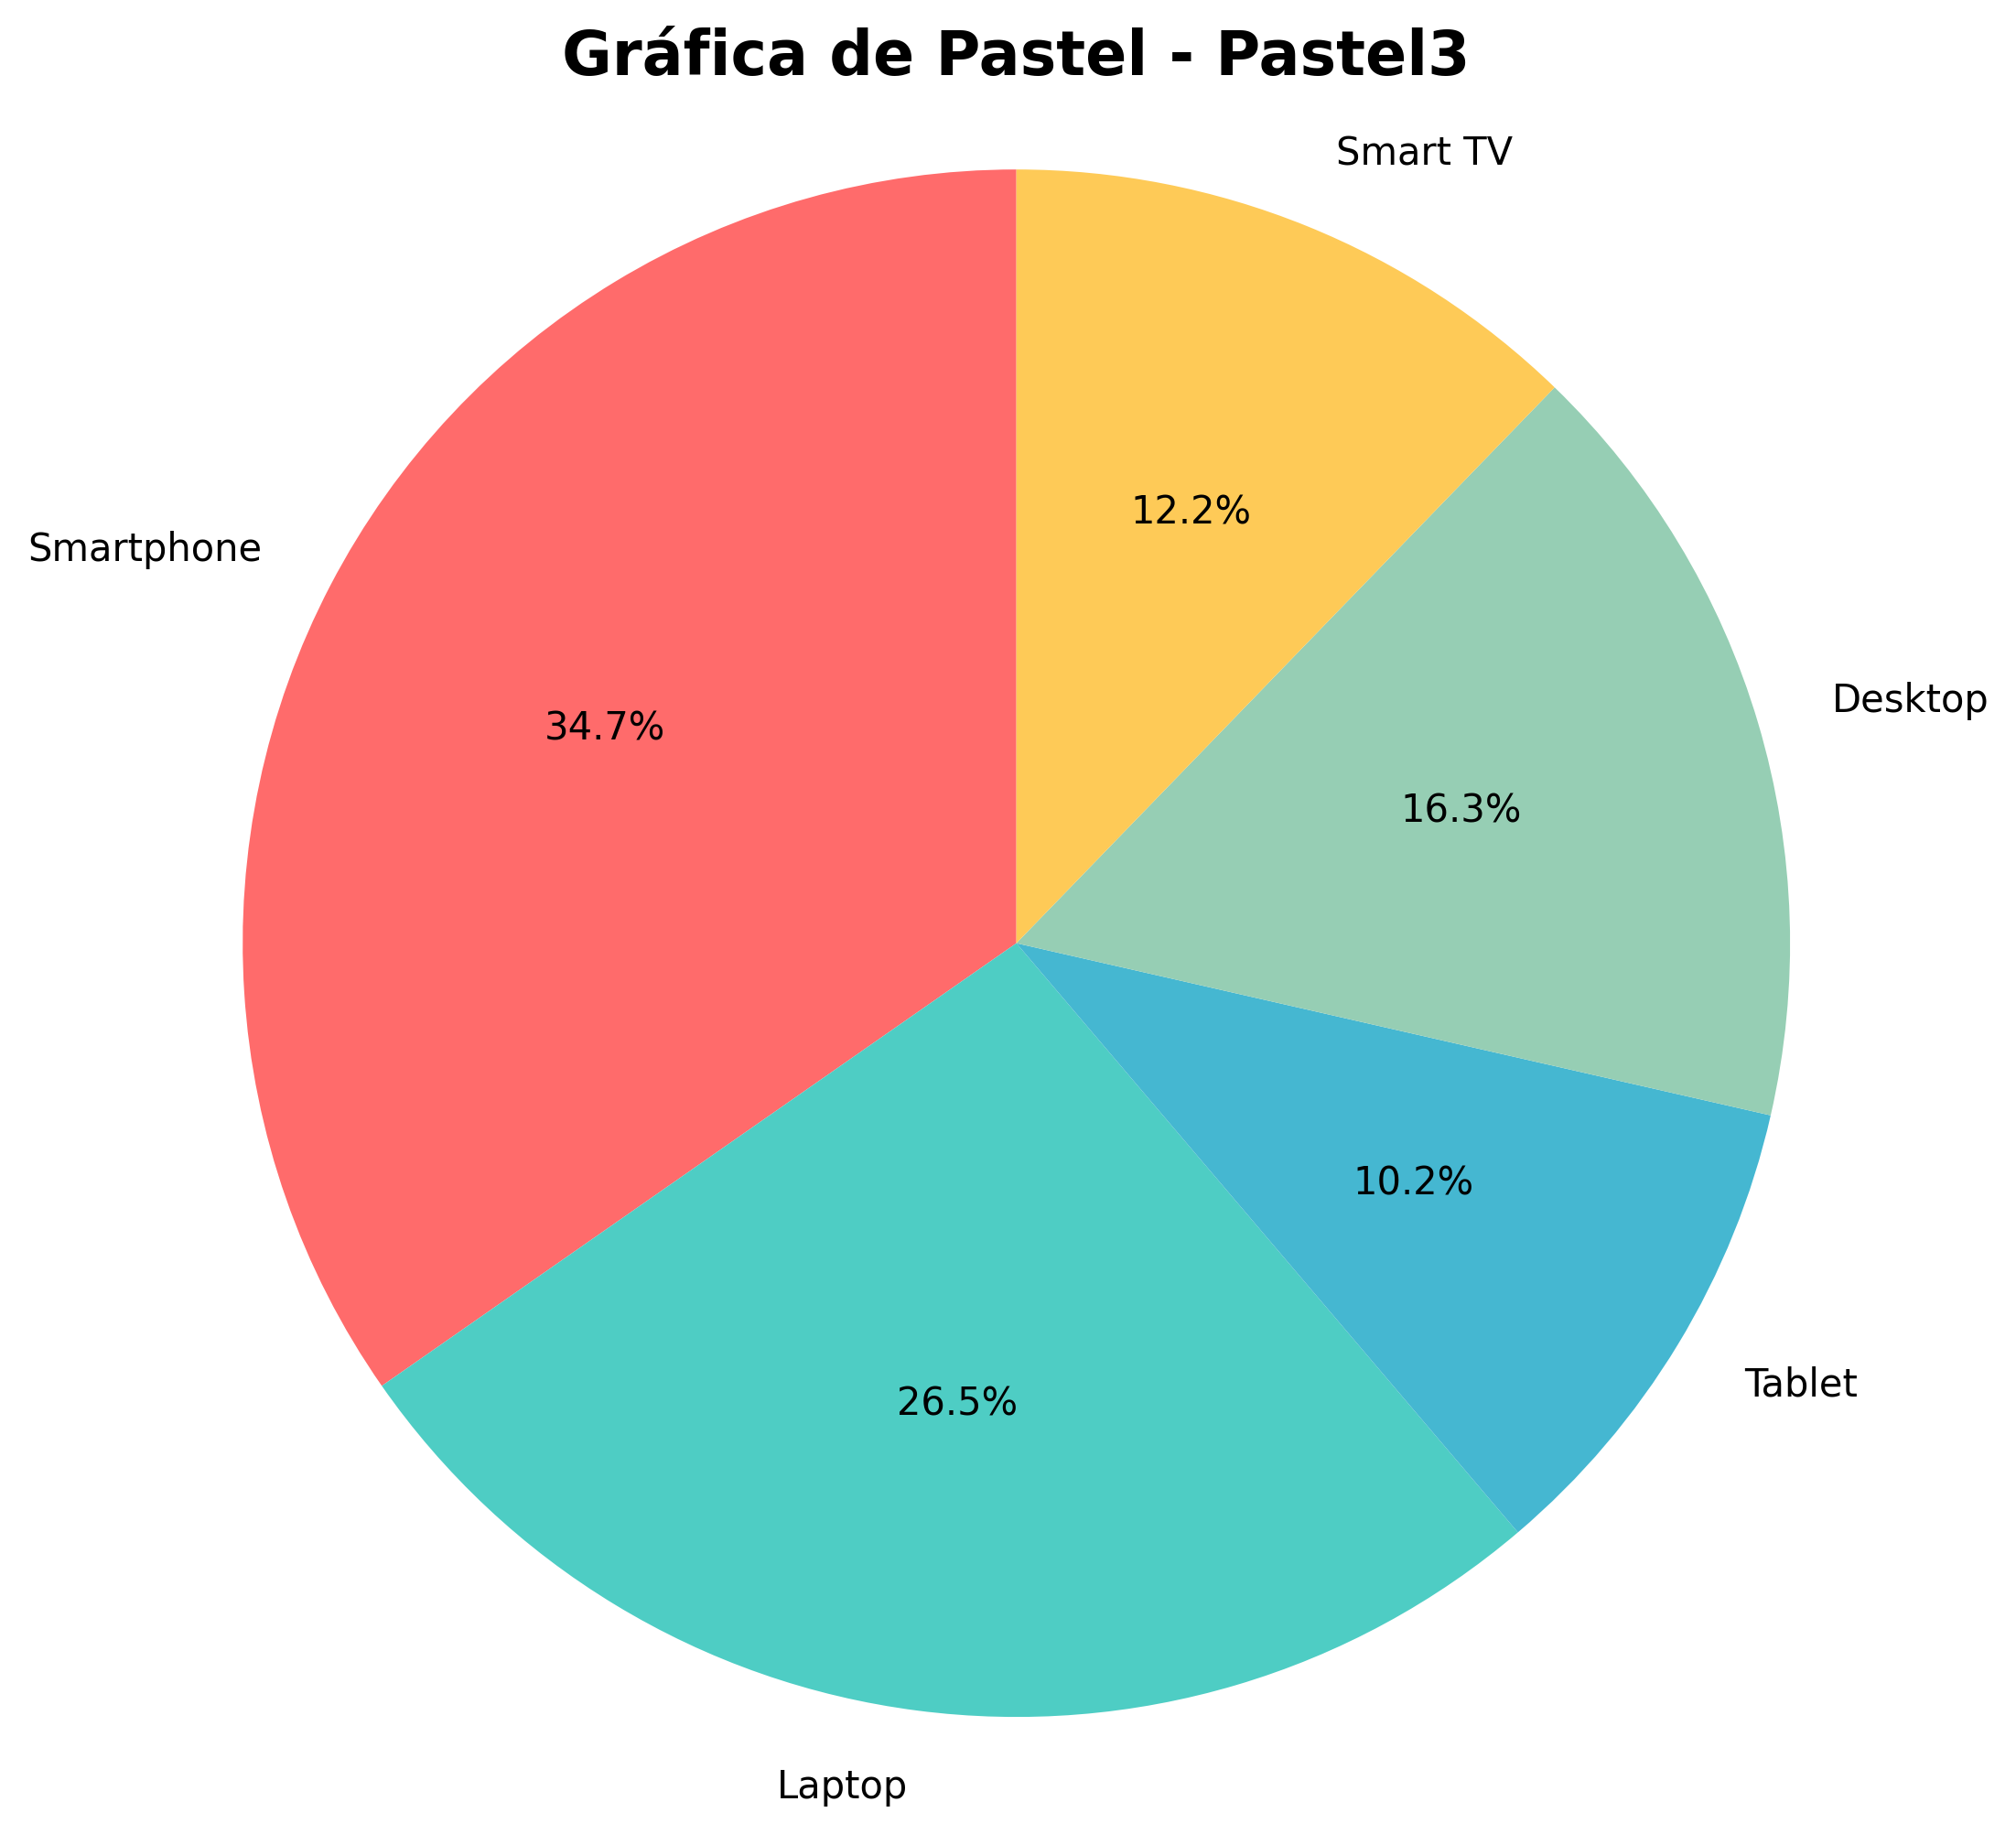 Gráfica de Pastel - Pastel3
Smart TV
12.2%
Smartphone
34.7%
Desktop
16.3%
10.2%
Tablet
26.5%
Laptop